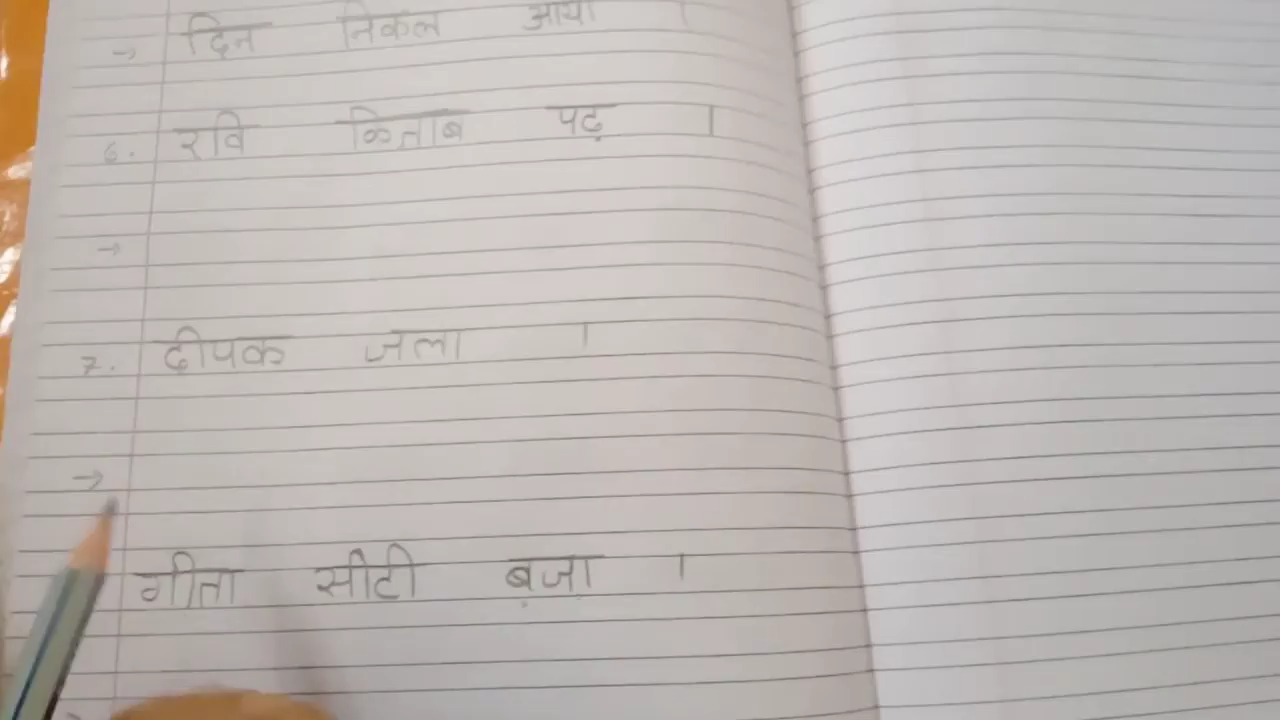 → दिन निकल आया ।
6. रवि किताब पढ़ ।
→
7. दीपक जला ।
→
गीता सीटी बजा ।